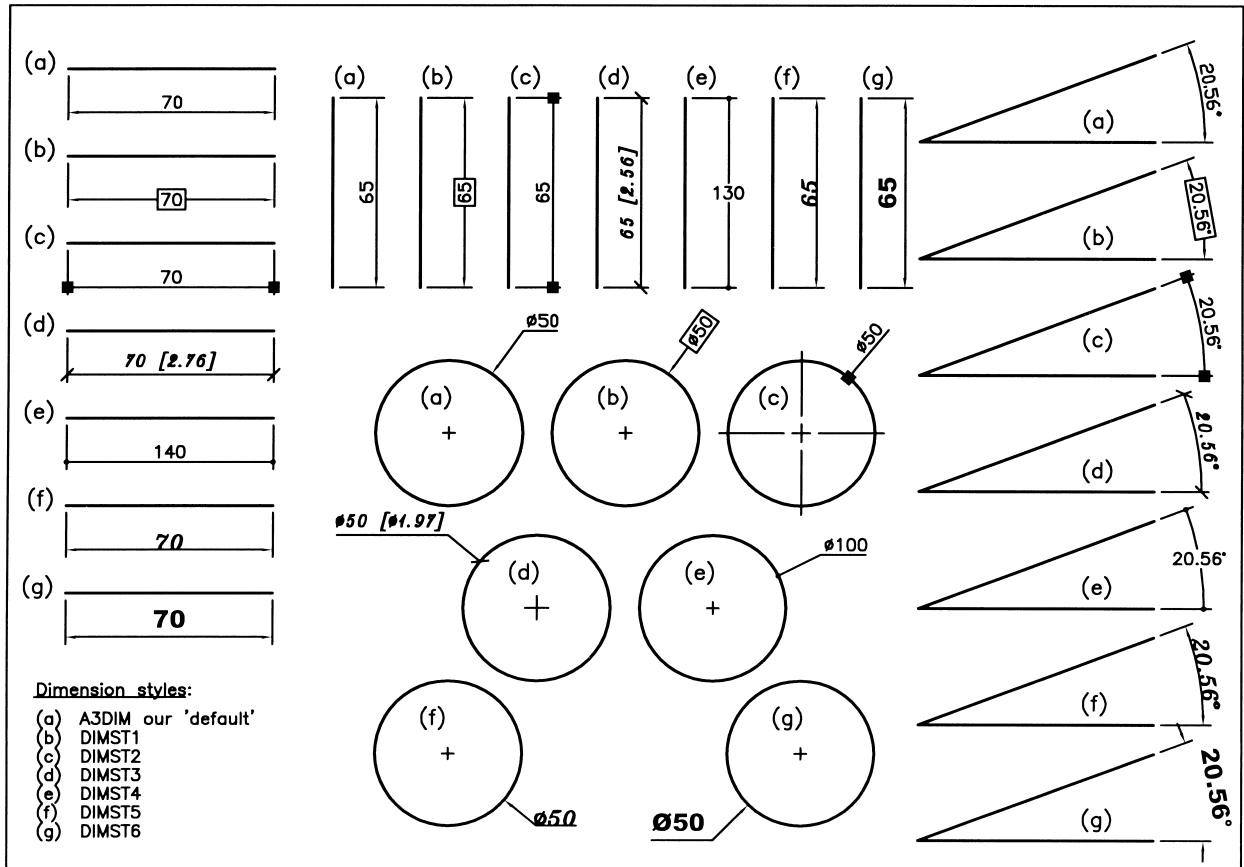 (a)
70
(b)
70
(c)
70
(d)
70 [2.76]
(e)
140
(f)
70
(g)
70
(a) (b) (c) (d) (e) (f) (g)
65 65 65 65 [2.56] 130 65 65
ø50
(a)
ø50
(b)
ø50
(c)
ø50 [ø1.97]
(d)
ø100
(e)
(f)
ø50
(g)
Ø50
20.56°
(a)
20.56°
(b)
20.56°
(c)
20.56°
(d)
20.56°
(e)
20.56°
(f)
20.56°
(g)
Dimension styles:
(a) A3DIM our 'default'
(b) DIMST1
(c) DIMST2
(d) DIMST3
(e) DIMST4
(f) DIMST5
(g) DIMST6